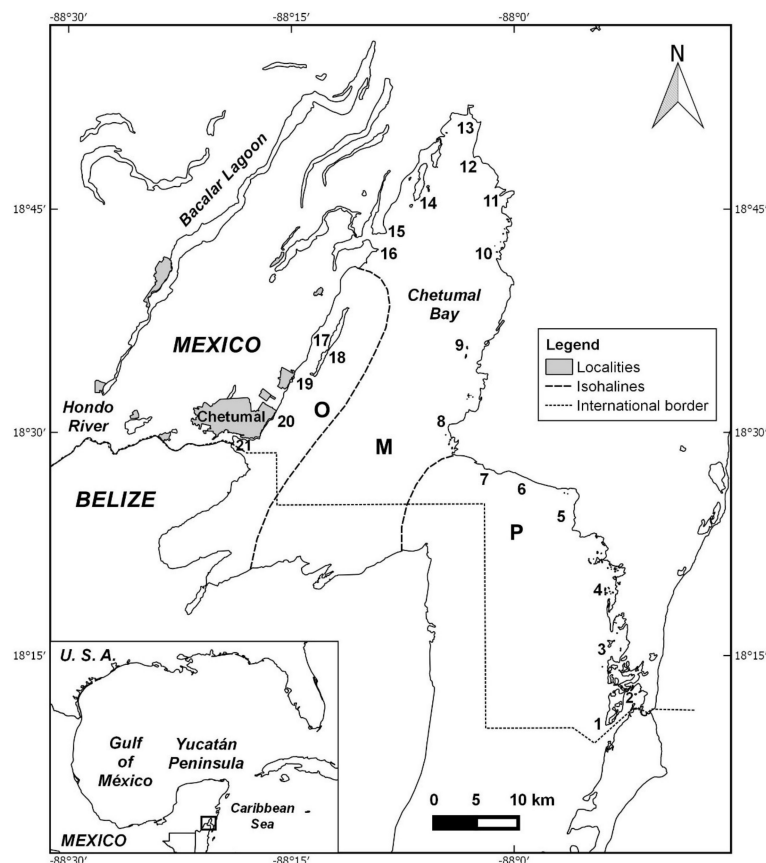 -88°30'
-88°15'
-88°00'
N
13
12
Bacalar Lagoon
14
11
18°45'
18°45'
15
16
10
Chetumal
Bay
MEXICO
17
18
9
Legend
Localities
Isohalines
International border
19
Hondo
River
Chetumal
20
O
8
18°30'
18°30'
21
M
BELIZE
7
6
5
P
4
3
18°15'
18°15'
2
1
U. S. A.
Gulf
of
México
Yucatán
Peninsula
Caribbean
Sea
MEXICO
0 5 10 km
-88°30'
-88°15'
-88°00'